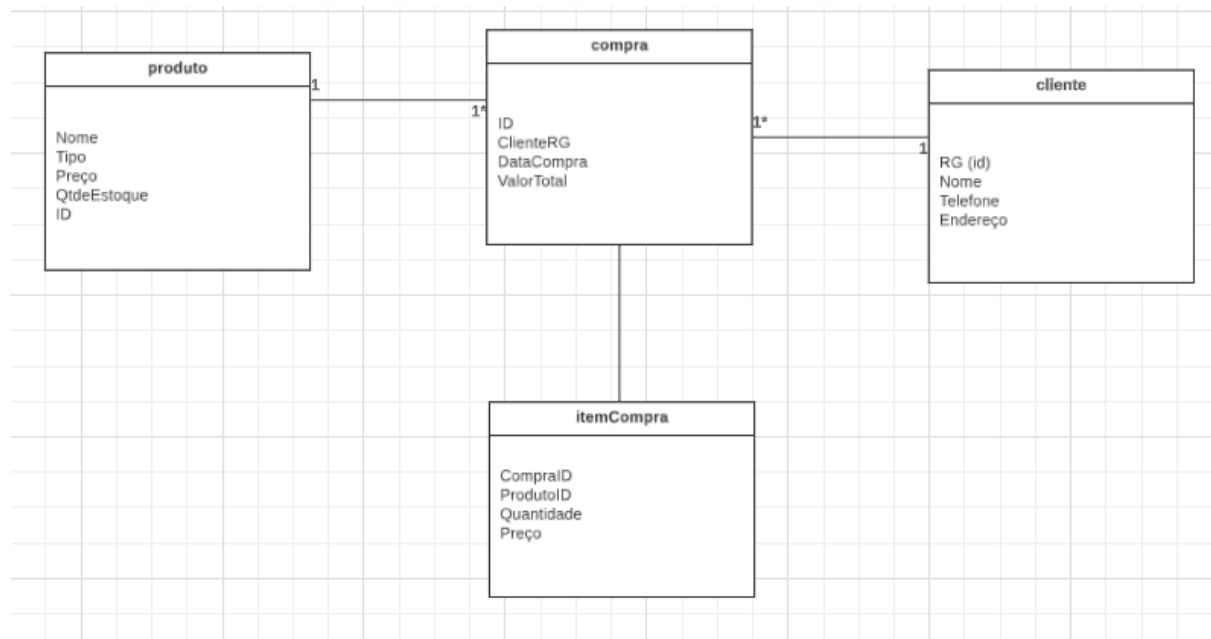 produto
1
Nome
Tipo
Preço
QtdeEstoque
ID
compra
1*
ID
ClienteRG
DataCompra
ValorTotal
1*
cliente
1
RG (id)
Nome
Telefone
Endereço
itemCompra
CompraID
ProdutoID
Quantidade
Preço